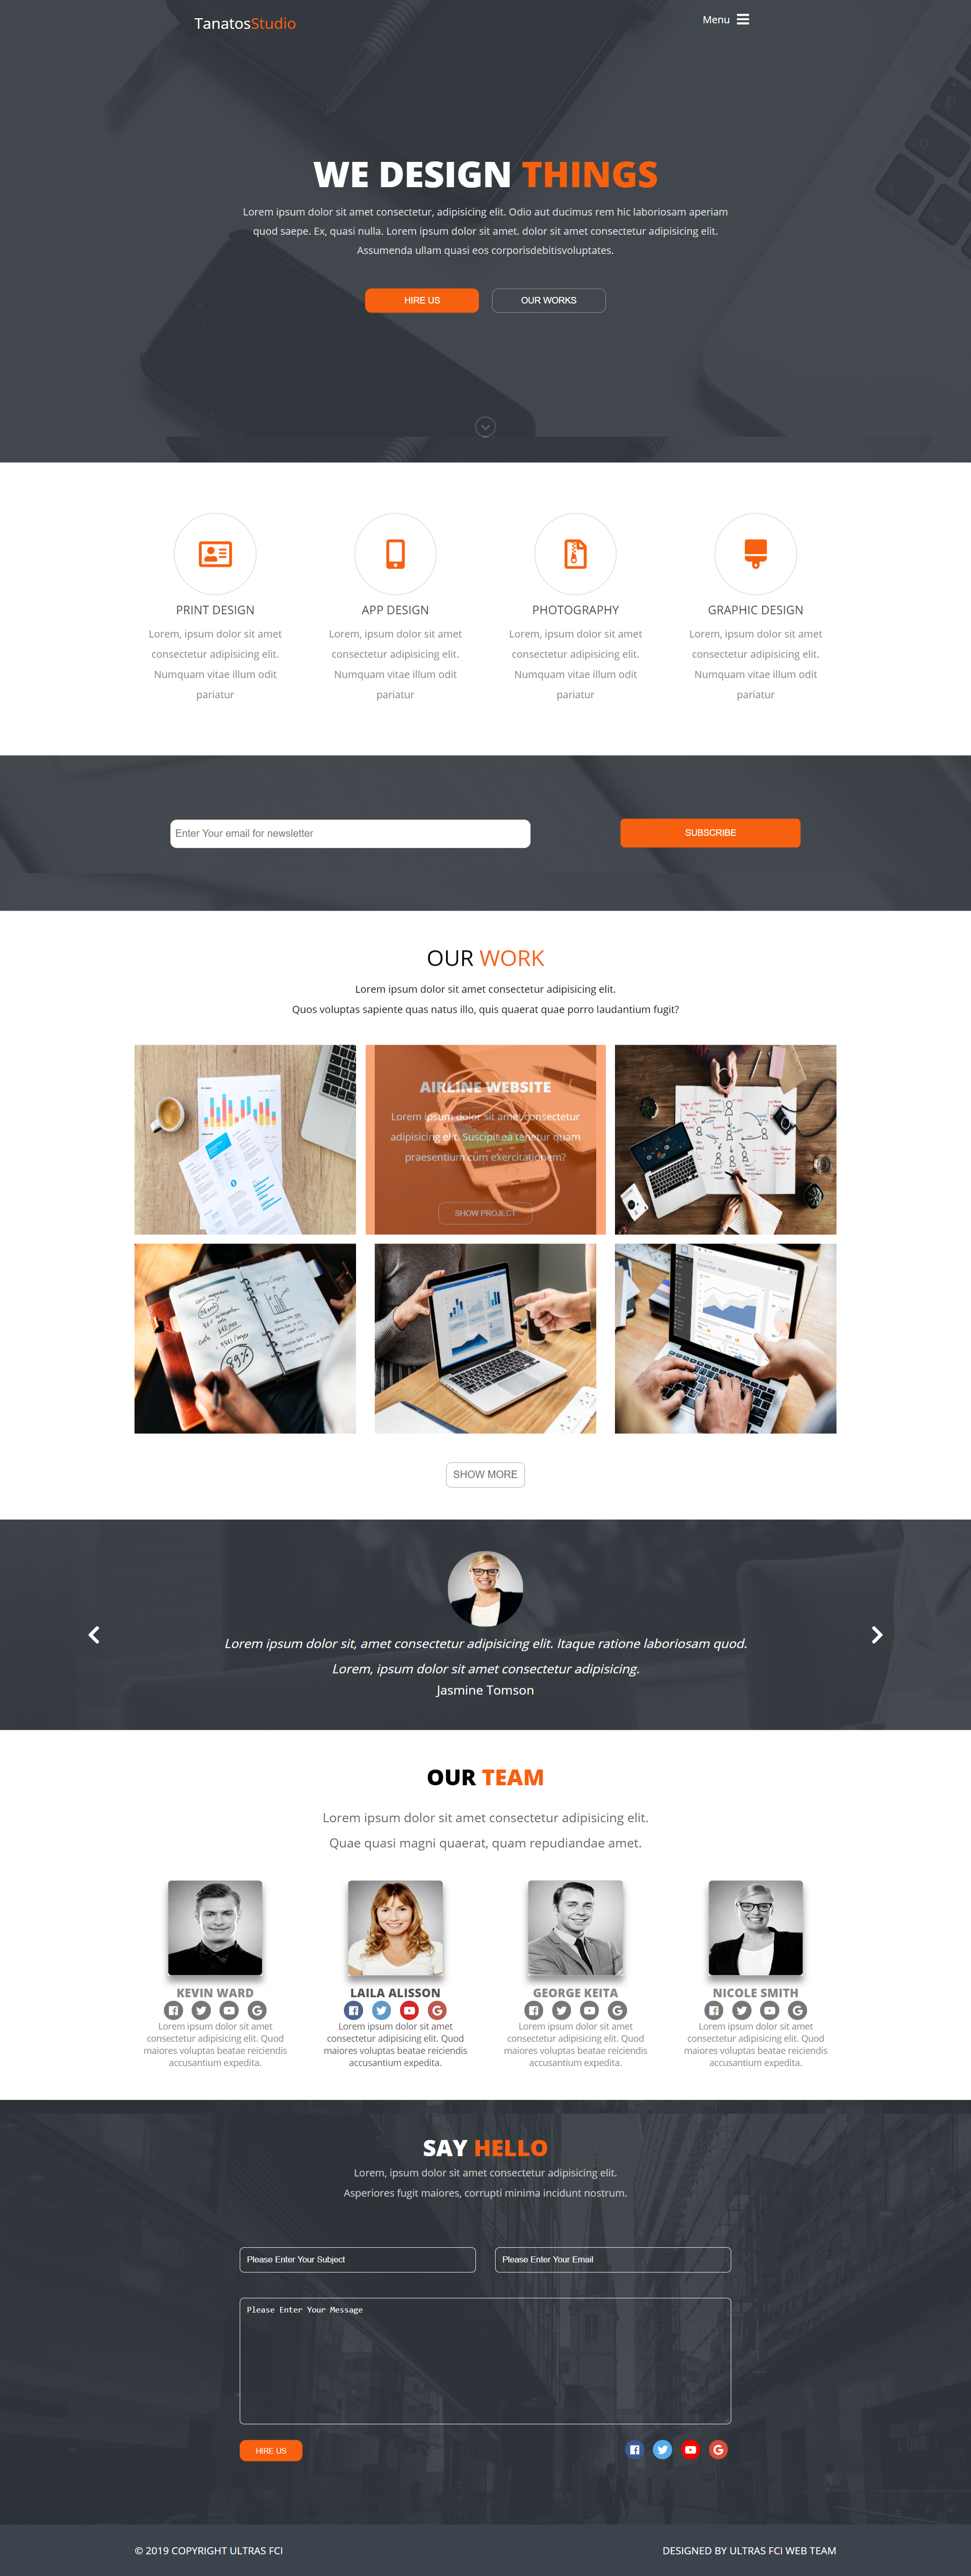 TanatosStudio
Menu
WE DESIGN THINGS
Lorem ipsum dolor sit amet consectetur, adipisicing elit. Odio aut ducimus rem hic laboriosam aperiam
quod saepe. Ex, quasi nulla. Lorem ipsum dolor sit amet. dolor sit amet consectetur adipisicing elit.
Assumenda ullam quasi eos corporisdebitisvoluptates.
HIRE US
OUR WORKS
PRINT DESIGN
Lorem, ipsum dolor sit amet
consectetur adipisicing elit.
Numquam vitae illum odit
pariatur
APP DESIGN
Lorem, ipsum dolor sit amet
consectetur adipisicing elit.
Numquam vitae illum odit
pariatur
PHOTOGRAPHY
Lorem, ipsum dolor sit amet
consectetur adipisicing elit.
Numquam vitae illum odit
pariatur
GRAPHIC DESIGN
Lorem, ipsum dolor sit amet
consectetur adipisicing elit.
Numquam vitae illum odit
pariatur
Enter Your email for newsletter
SUBSCRIBE
OUR WORK
Lorem ipsum dolor sit amet consectetur adipisicing elit.
Quos voluptas sapiente quas natus illo, quis quaerat quae porro laudantium fugit?
AIRLINE WEBSITE
Lorem ipsum dolor sit amet consectetur
adipisicing elit. Suscipit ea tenetur quam
praesentium cum exercitationem?
SHOW PROJECT
89%
SHOW MORE
Lorem ipsum dolor sit, amet consectetur adipisicing elit. Itaque ratione laboriosam quod.
Lorem, ipsum dolor sit amet consectetur adipisicing.
Jasmine Tomson
OUR TEAM
Lorem ipsum dolor sit amet consectetur adipisicing elit.
Quae quasi magni quaerat, quam repudiandae amet.
KEVIN WARD
Lorem ipsum dolor sit amet
consectetur adipisicing elit. Quod
maiores voluptas beatae reiciendis
accusantium expedita.
LAILA ALISSON
Lorem ipsum dolor sit amet
consectetur adipisicing elit. Quod
maiores voluptas beatae reiciendis
accusantium expedita.
GEORGE KEITA
Lorem ipsum dolor sit amet
consectetur adipisicing elit. Quod
maiores voluptas beatae reiciendis
accusantium expedita.
NICOLE SMITH
Lorem ipsum dolor sit amet
consectetur adipisicing elit. Quod
maiores voluptas beatae reiciendis
accusantium expedita.
SAY HELLO
Lorem, ipsum dolor sit amet consectetur adipisicing elit.
Asperiores fugit maiores, corrupti minima incidunt nostrum.
Please Enter Your Subject
Please Enter Your Email
Please Enter Your Message
HIRE US
© 2019 COPYRIGHT ULTRAS FCI
DESIGNED BY ULTRAS FCI WEB TEAM